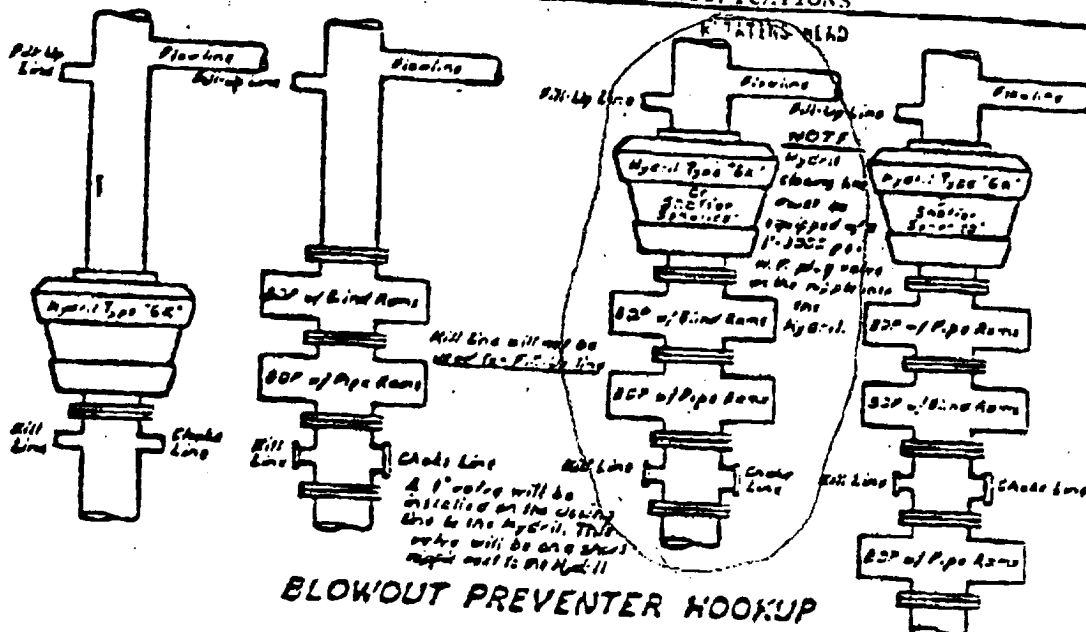 ROTATING HEAD
Fill-Up
Line
Flowline
Hydril Type "GK"
Kill
Line
Choke
Line
Fill-up Line
Flowline
BOP w/Blind Rams
BOP w/Pipe Rams
Kill
Line
Choke Line
Kill Line will not be
used for Fill-up line
A 1" valve will be
installed on the closing
line to the Hydril. This
valve will be on a short
nipple next to the Hydril
Fill-Up Line
Flowline
Hydril Type "GK"
or
Shaffer
Spherical
BOP w/Blind Rams
BOP w/Pipe Rams
Kill Line
Choke
Line
NOTE
Hydril
closing line
must be
equipped w/a
psi
W.P. plug valve
on the nipple into
the
Hydril.
Fill-Up Line
Flowline
Hydril Type "GK"
Shaffer
Spherical
BOP w/Pipe Rams
BOP w/Blind Rams
Kill Line
Choke Line
BOP w/Pipe Rams
BLOWOUT PREVENTER HOOKUP